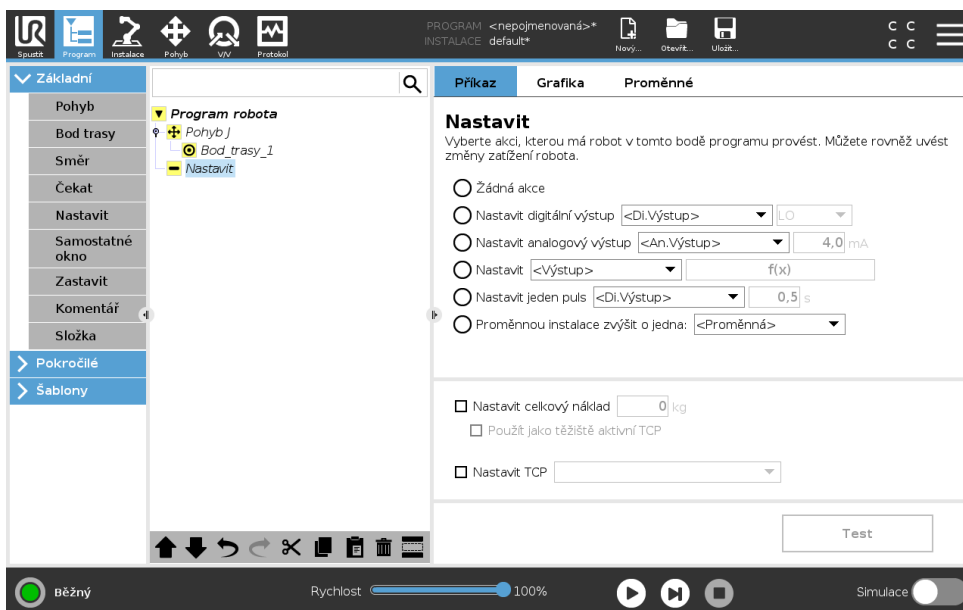 UR
PROGRAM <nepojmenovaná>*
INSTALACE default*
C C
C C
Spustit Program Instalace Pohyb V/V Protokol Nový... Otevřít... Uložit...
Základní
Pohyb
Bod trasy
Směr
Čekat
Nastavit
Samostatné
okno
Zastavit
Komentář
Složka
Pokročilé
Šablony
Program robota
Pohyb J
Bod_trasy_1
Nastavit
Příkaz Grafika Proměnné
Nastavit
Vyberte akci, kterou má robot v tomto bodě programu provést. Můžete rovněž uvést
změny zatížení robota.
Žádná akce
Nastavit digitální výstup <Di.Výstup> LO
Nastavit analogový výstup <An.Výstup> 4,0 mA
Nastavit <Výstup> f(x)
Nastavit jeden puls <Di.Výstup> 0,5 s
Proměnnou instalace zvýšit o jedna: <Proměnná>
Nastavit celkový náklad 0 kg
Použít jako těžiště aktivní TCP
Nastavit TCP
Test
Běžný Rychlost 100% Simulace